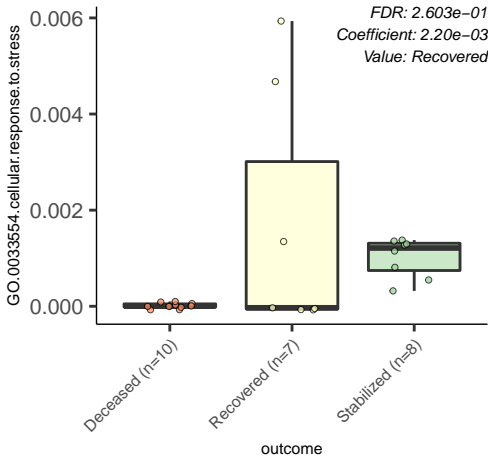 FDR: 2.603e−01
Coefficient: 2.20e−03
Value: Recovered
GO.0033554.cellular.response.to.stress
0.006
0.004
0.002
0.000
Deceased (n=10)
Recovered (n=7)
Stabilized (n=8)
outcome